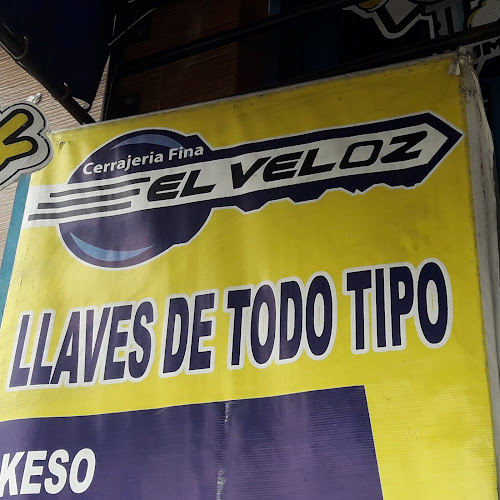 Cerrajeria Fina
EL VELOZ
LLAVES DE TODO TIPO
KESO